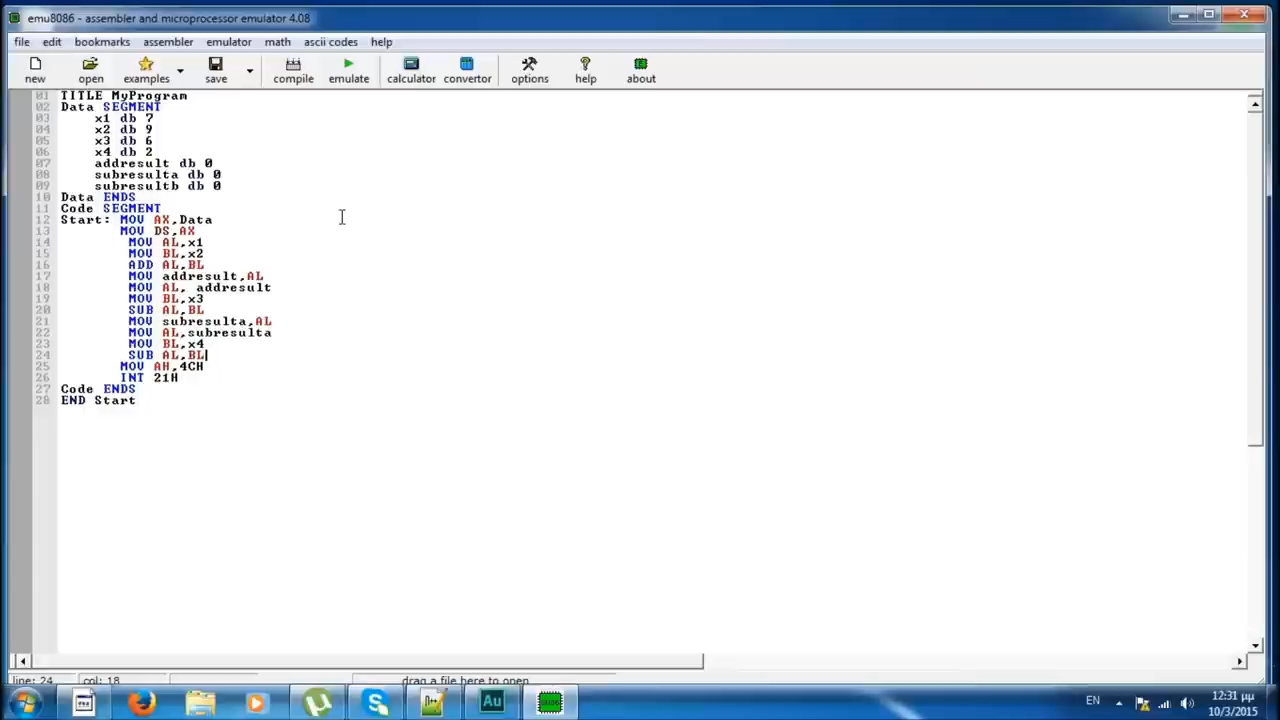 emu8086 - assembler and microprocessor emulator 4.08
file edit bookmarks assembler emulator math ascii codes help
new open examples save compile emulate calculator convertor options help about
01 TITLE MyProgram
02 Data SEGMENT
03 x1 db 7
04 x2 db 9
05 x3 db 6
06 x4 db 2
07 addresult db 0
08 subresulta db 0
09 subresultb db 0
10 Data ENDS
11 Code SEGMENT
12 Start: MOV AX,Data
13 MOV DS,AX
14 MOV AL,x1
15 MOV BL,x2
16 ADD AL,BL
17 MOV addresult,AL
18 MOV AL, addresult
19 MOV BL,x3
20 SUB AL,BL
21 MOV subresulta,AL
22 MOV AL,subresulta
23 MOV BL,x4
24 SUB AL,BL
25 MOV AH,4CH
26 INT 21H
27 Code ENDS
28 END Start
line: 24 col: 18 drag a file here to open
Au
EN 12:31 μμ
10/3/2015